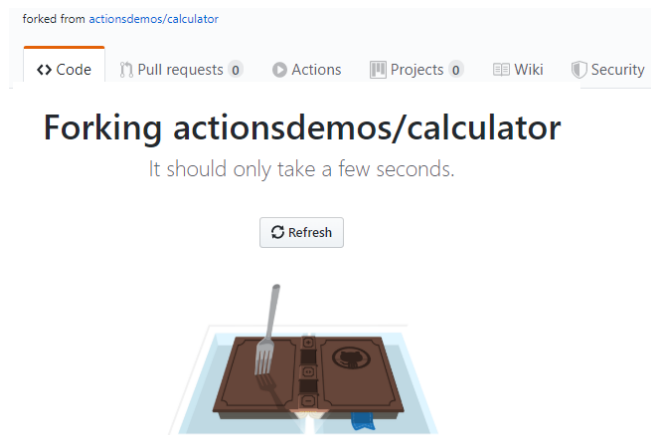 forked from actionsdemos/calculator
Code Pull requests 0 Actions Projects 0 Wiki Security
Forking actionsdemos/calculator
It should only take a few seconds.
Refresh